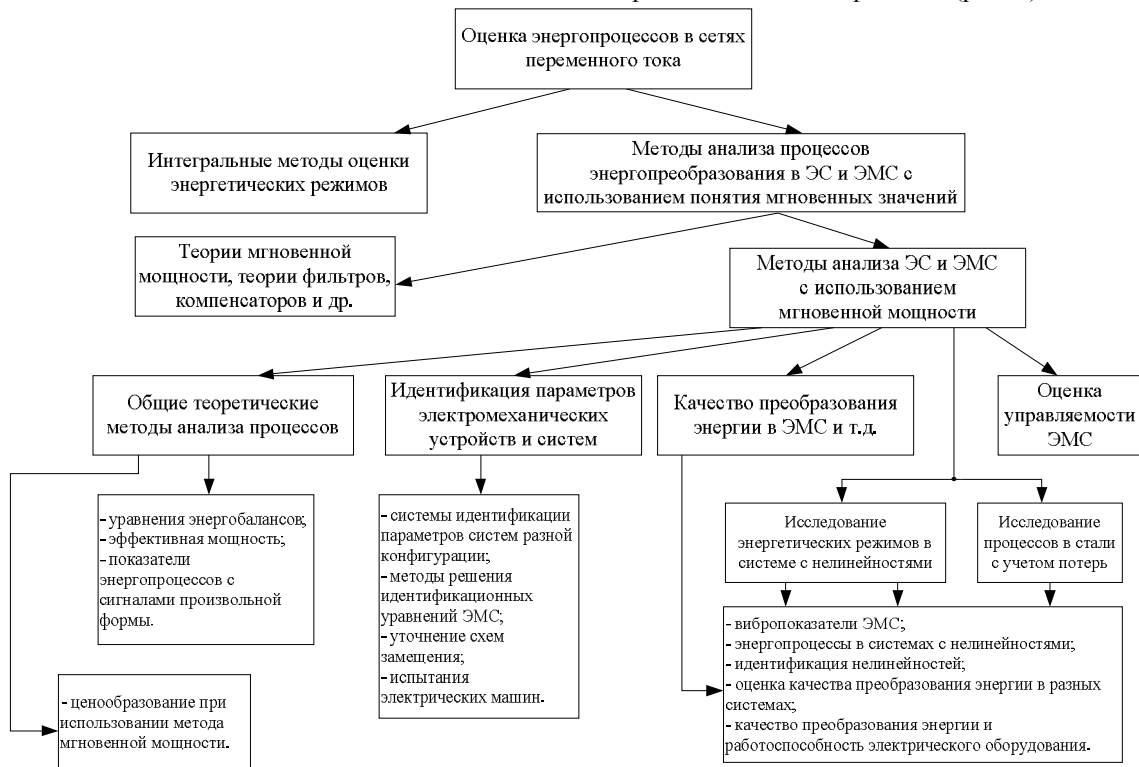 Оценка энергопроцессов в сетях
переменного тока
Интегральные методы оценки
энергетических режимов
Методы анализа процессов
энергопреобразования в ЭС и ЭМС с
использованием понятия мгновенных значений
Теории мгновенной
мощности, теории фильтров,
компенсаторов и др.
Методы анализа ЭС и ЭМС
с использованием
мгновенной мощности
Общие теоретические
методы анализа процессов
Идентификация параметров
электромеханических
устройств и систем
Качество преобразования
энергии в ЭМС и т.д.
Оценка
управляемости
ЭМС
- уравнения энергобалансов;
- эффективная мощность;
- показатели
энергопроцессов с
сигналами произвольной
формы.
- системы идентификации
параметров систем разной
конфигурации;
- методы решения
идентификационных
уравнений ЭМС;
- уточнение схем
замещения;
- испытания
электрических машин.
Исследование
энергетических режимов в
системе с нелинейностями
Исследование
процессов в стали
с учетом потерь
- вибропоказатели ЭМС;
- энергопроцессы в системах с нелинейностями;
- идентификация нелинейностей;
- оценка качества преобразования энергии в разных
системах;
- качество преобразования энергии и
работоспособность электрического оборудования.
- ценообразование при
использовании метода
мгновенной мощности.